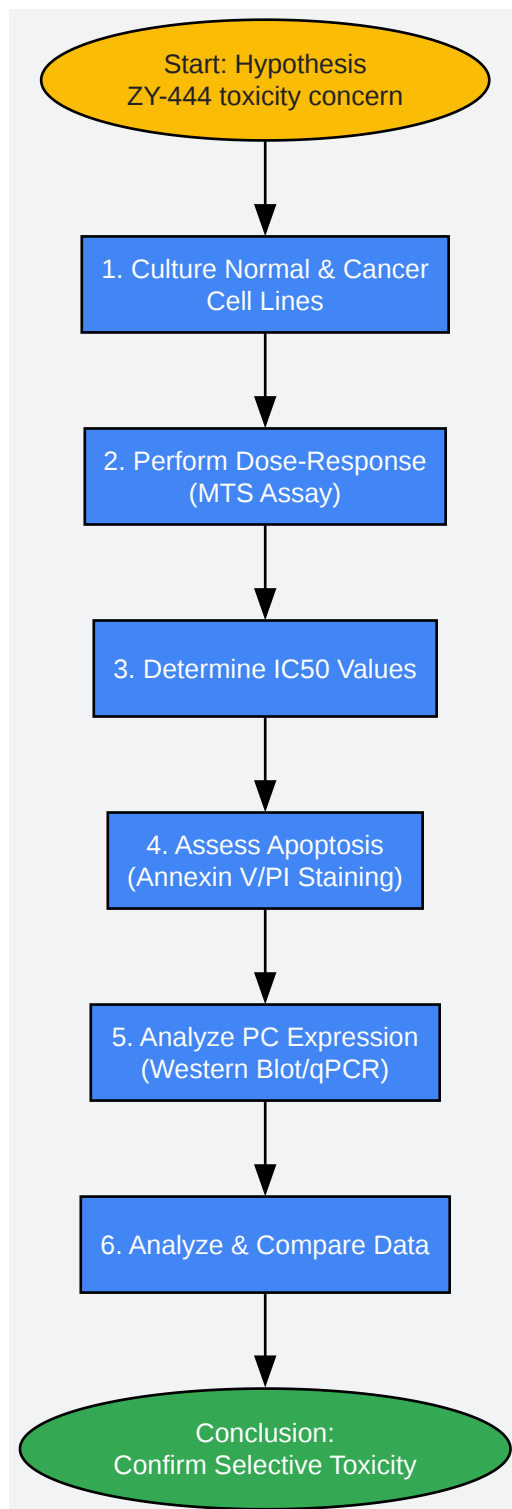 Start: Hypothesis
ZY-444 toxicity concern
1. Culture Normal & Cancer
Cell Lines
2. Perform Dose-Response
(MTS Assay)
3. Determine IC50 Values
4. Assess Apoptosis
(Annexin V/PI Staining)
5. Analyze PC Expression
(Western Blot/qPCR)
6. Analyze & Compare Data
Conclusion:
Confirm Selective Toxicity